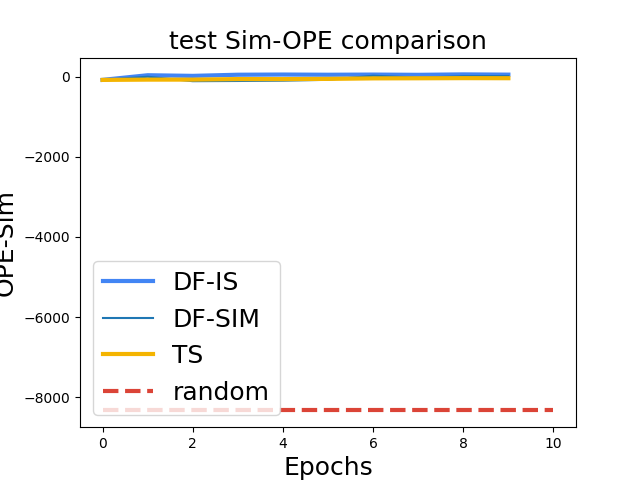 test Sim-OPE comparison
OPE-Sim
0
−2000
−4000
−6000
−8000
DF-IS
DF-SIM
TS
random
0 2 4 6 8 10
Epochs